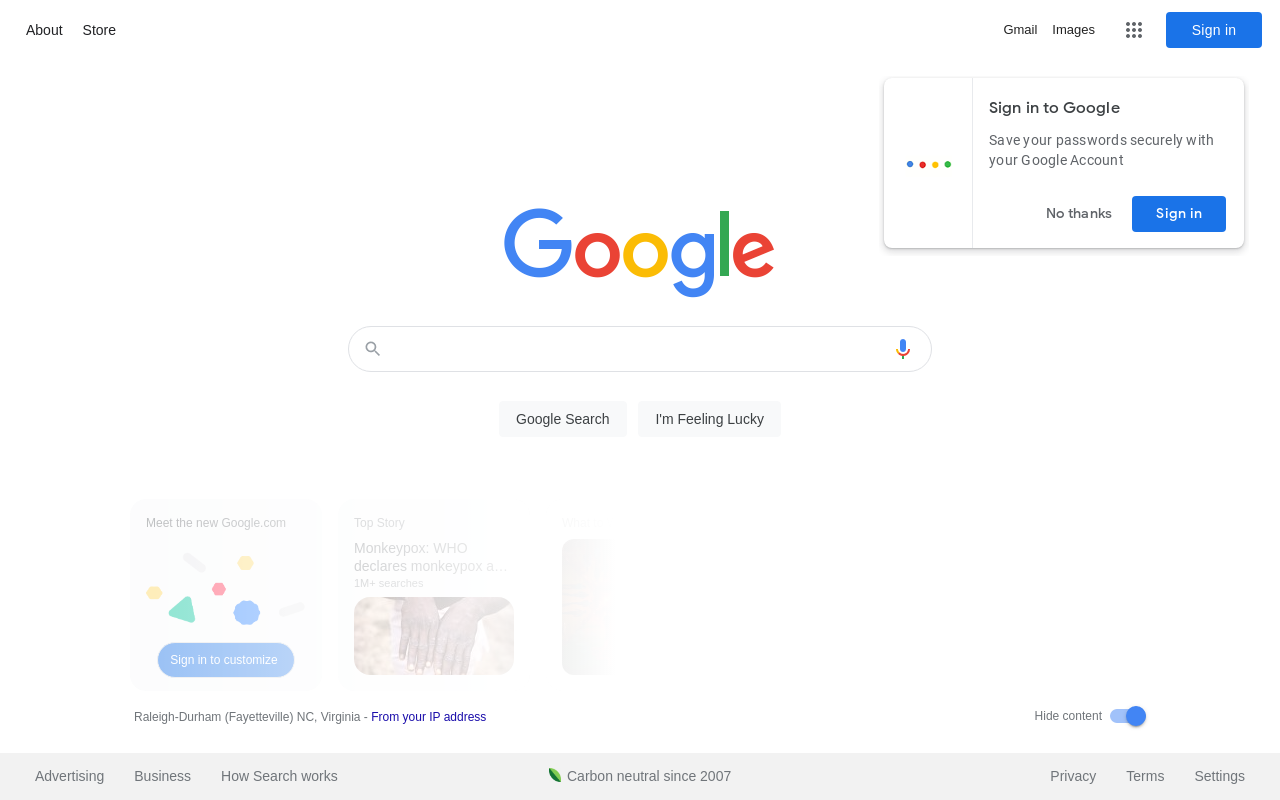 About
Store
Gmail
Images
Sign in
Sign in to Google
Save your passwords securely with
your Google Account
No thanks
Sign in
Google
Google Search
I'm Feeling Lucky
Meet the new Google.com
Sign in to customize
Top Story
Monkeypox: WHO
declares monkeypox a…
1M+ searches
Raleigh-Durham (Fayetteville) NC, Virginia - From your IP address
Hide content
Advertising
Business
How Search works
Carbon neutral since 2007
Privacy
Terms
Settings